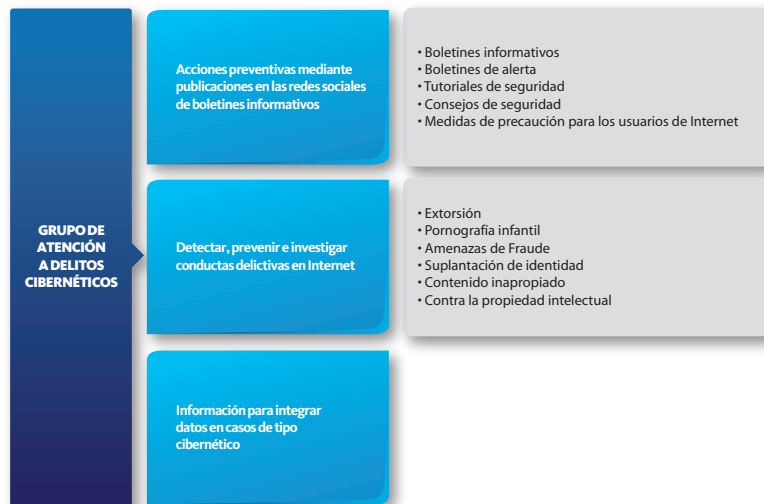 GRUPO DE
ATENCIÓN
A DELITOS
CIBERNÉTICOS
Acciones preventivas mediante
publicaciones en las redes sociales
de boletines informativos
• Boletines informativos
• Boletines de alerta
• Tutoriales de seguridad
• Consejos de seguridad
• Medidas de precaución para los usuarios de Internet
Detectar, prevenir e investigar
conductas delictivas en Internet
• Extorsión
• Pornografía infantil
• Amenazas de Fraude
• Suplantación de identidad
• Contenido inapropiado
• Contra la propiedad intelectual
Información para integrar
datos en casos de tipo
cibernético